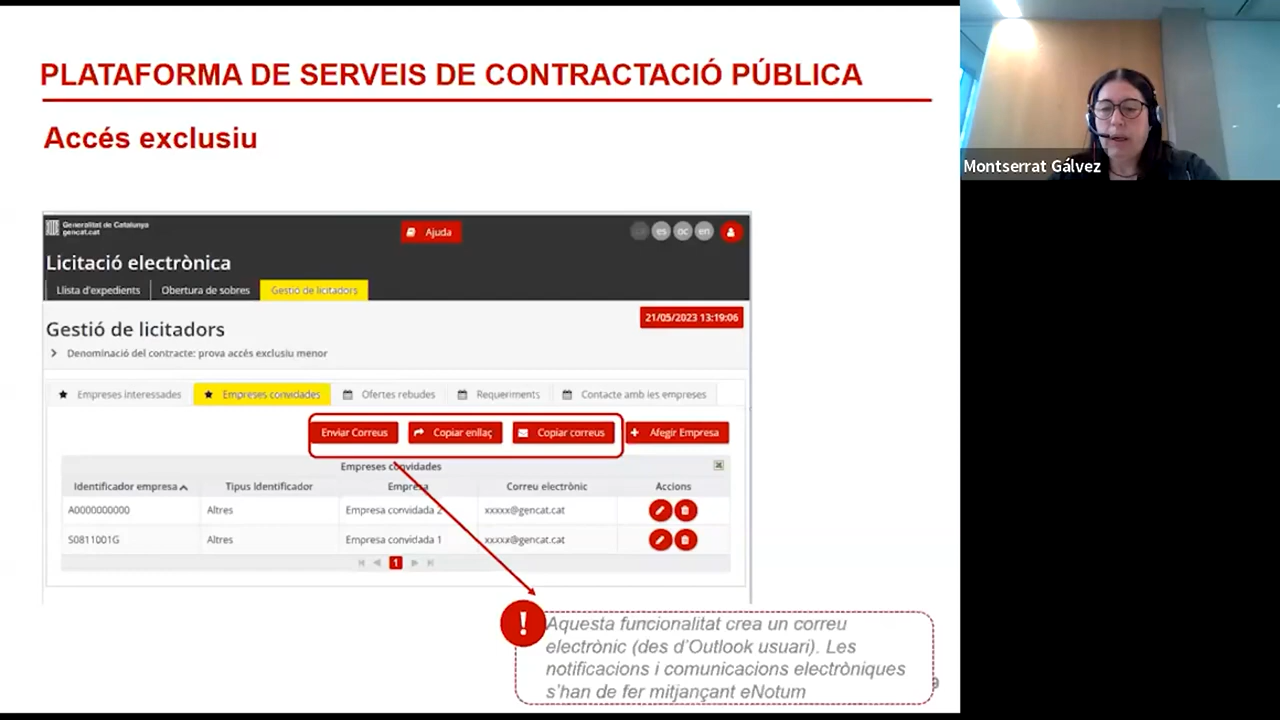 PLATAFORMA DE SERVEIS DE CONTRACTACIÓ PÚBLICA
Accés exclusiu
Montserrat Gálvez
Generalitat de Catalunya
gencat.cat
Ajuda
es oc en
Licitació electrònica
Llista d'expedients Obertura de sobres Gestió de licitadors
21/05/2023 13:19:06
Gestió de licitadors
Denominació del contracte: prova accés exclusiu menor
Empreses interessades Empreses convidades Ofertes rebudes Requeriments Contacte amb les empreses
Enviar Correus Copiar enllaç Copiar correus Afegir Empresa
Empreses convidades
Identificador empresa Tipus Identificador Empresa Correu electrònic Accions
A0000000000 Altres Empresa convidada 2 xxxxx@gencat.cat
S0811001G Altres Empresa convidada 1 xxxxx@gencat.cat
1
!
Aquesta funcionalitat crea un correu
electrònic (des d'Outlook usuari). Les
notificacions i comunicacions electròniques
s'han de fer mitjançant eNotum